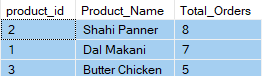 product_id Product_Name Total_Orders
2 Shahi Panner 8
1 Dal Makani 7
3 Butter Chicken 5